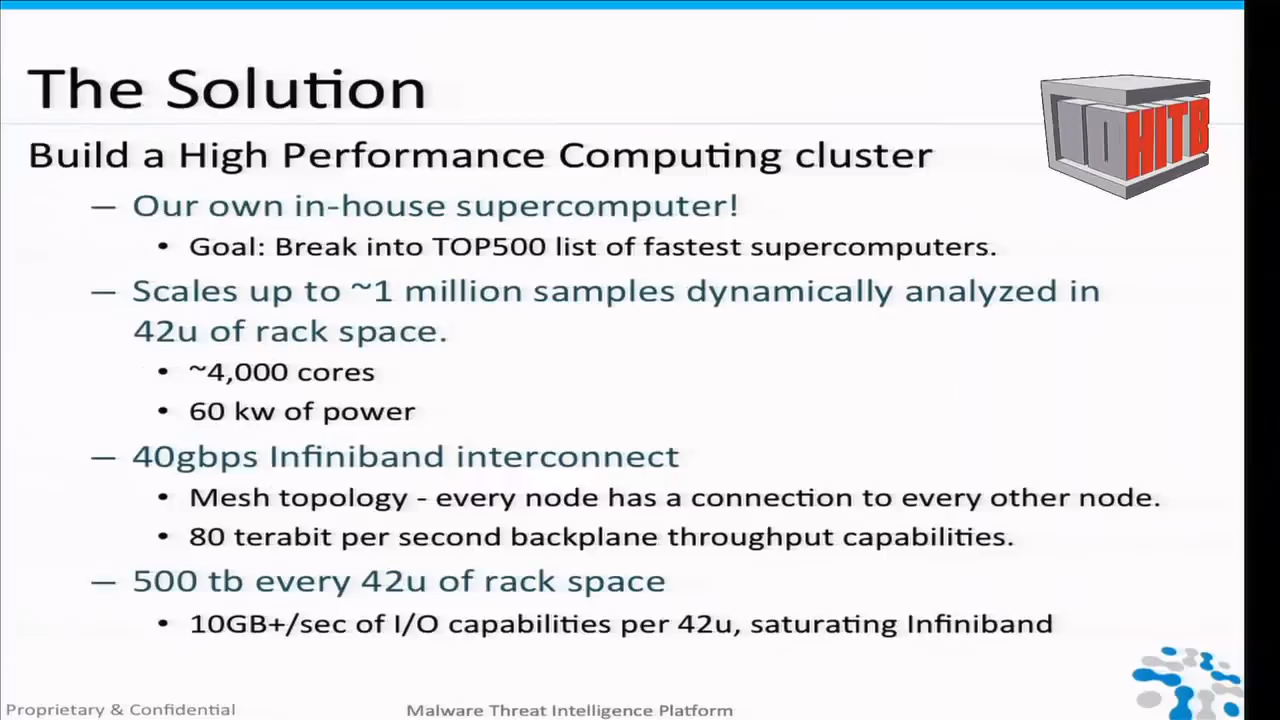 The Solution
Build a High Performance Computing cluster
– Our own in-house supercomputer!
• Goal: Break into TOP500 list of fastest supercomputers.
– Scales up to ~1 million samples dynamically analyzed in
42u of rack space.
• ~4,000 cores
• 60 kw of power
– 40gbps Infiniband interconnect
• Mesh topology - every node has a connection to every other node.
• 80 terabit per second backplane throughput capabilities.
– 500 tb every 42u of rack space
• 10GB+/sec of I/O capabilities per 42u, saturating Infiniband
Proprietary & Confidential
Malware Threat Intelligence Platform
10 HITB